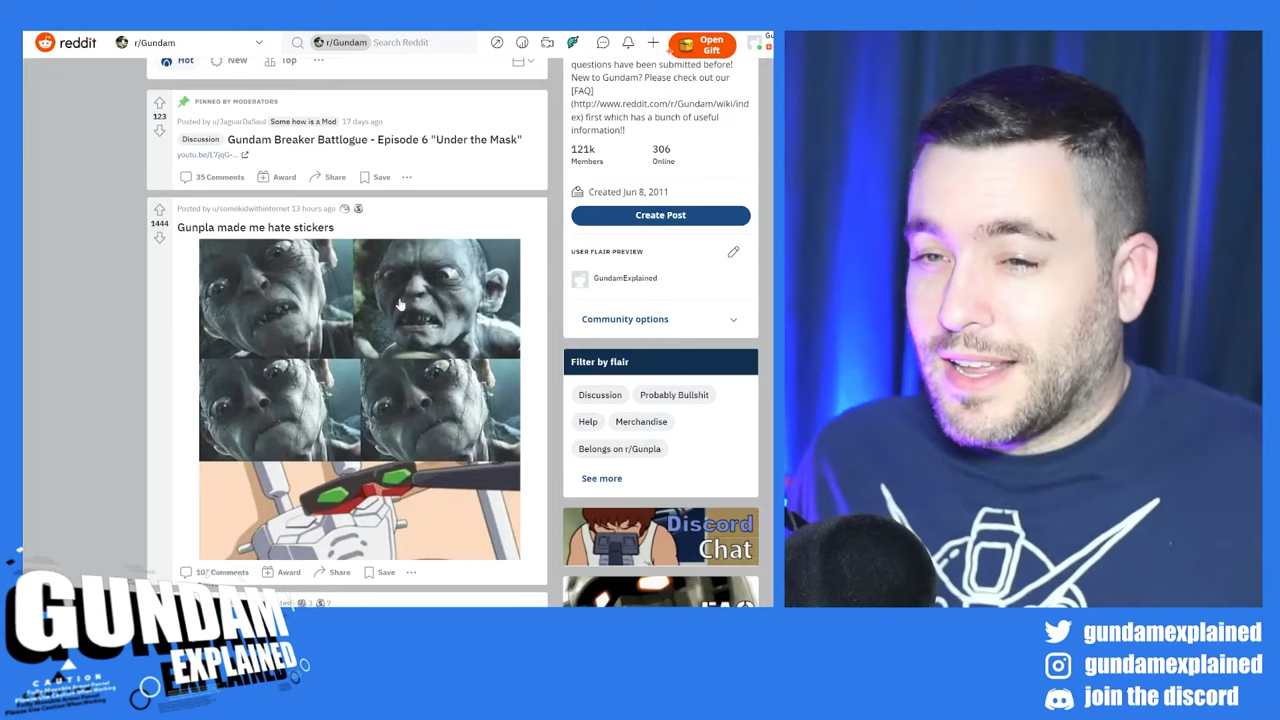 reddit
r/Gundam
r/Gundam Search Reddit
Open
Gift
Hot
New
Top
PINNED BY MODERATORS
123
Posted by u/JaguarDaSaul Some how is a Mod 17 days ago
Discussion Gundam Breaker Battlogue - Episode 6 "Under the Mask"
35 Comments
Award
Share
Save
1444
Posted by u/somekidwithinternet 13 hours ago
Gunpla made me hate stickers
Comments
Award
Share
Save
questions have been submitted before!
New to Gundam? Please check out our
[FAQ]
(http://www.reddit.com/r/Gundam/wiki/ind
ex) first which has a bunch of useful
information!!
121k
Members
306
Online
Created Jun 8, 2011
Create Post
USER FLAIR PREVIEW
GundamExplained
Community options
Filter by flair
Discussion
Probably Bullshit
Help
Merchandise
Belongs on r/Gunpla
See more
Discord
Chat
FAQ
GUNDAM
EXPLAINED
CAUTION
gundamexplained
gundamexplained
join the discord